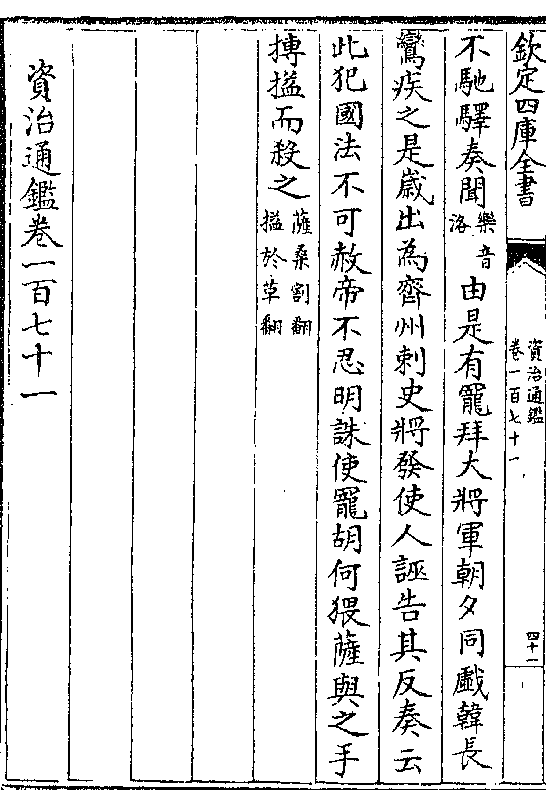 欽定四庫全書
資治通鑑
卷一百七十一
四十一
不馳驛奏聞樂音洛由是有寵拜大將軍朝夕同戲韓長
鸞疾之是嵗出為齊州刺史將發使人誣告其反奏云
此犯國法不可赦帝不忍明誅使寵胡何猥薩與之手
搏搤而殺之薩桑割翻搤於革翻
資治通鑑卷一百七十一